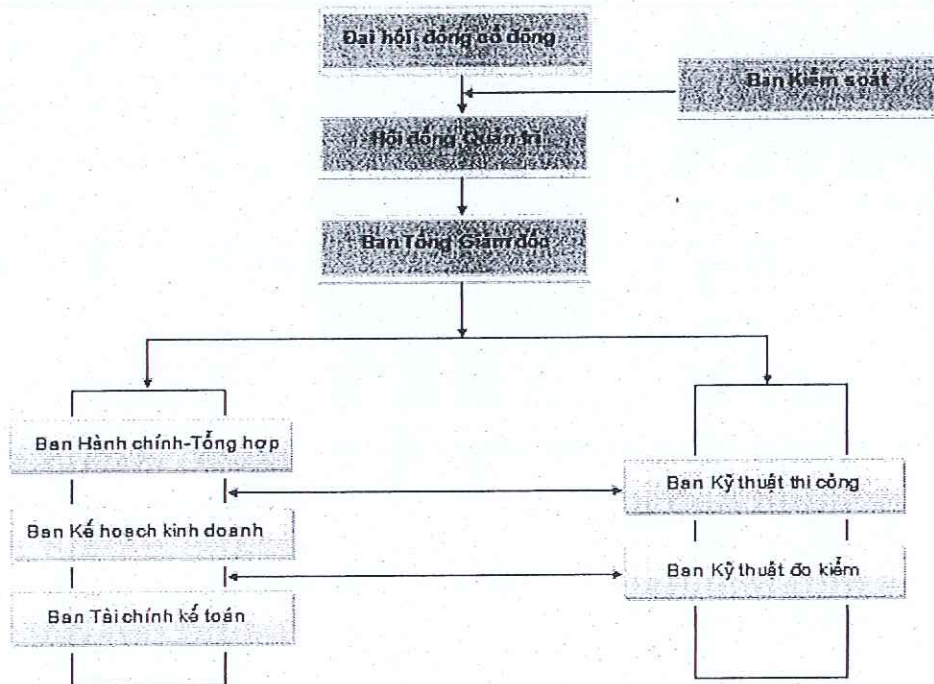 Đại hội đồng cổ đông
Ban Kiểm soát
Hội đồng Quản trị
Ban Tổng Giám đốc
Ban Hành chính-Tổng hợp
Ban Kỹ thuật thi công
Ban Kế hoạch kinh doanh
Ban Kỹ thuật đo kiểm
Ban Tài chính kế toán